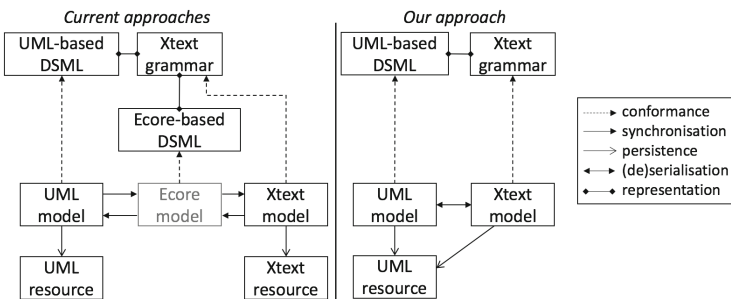 Current approaches
UML-based
DSML
Xtext
grammar
Ecore-based
DSML
UML
model
Ecore
model
Xtext
model
UML
resource
Xtext
resource
Our approach
UML-based
DSML
Xtext
grammar
UML
model
Xtext
model
UML
resource
conformance
synchronisation
persistence
(de)serialisation
representation